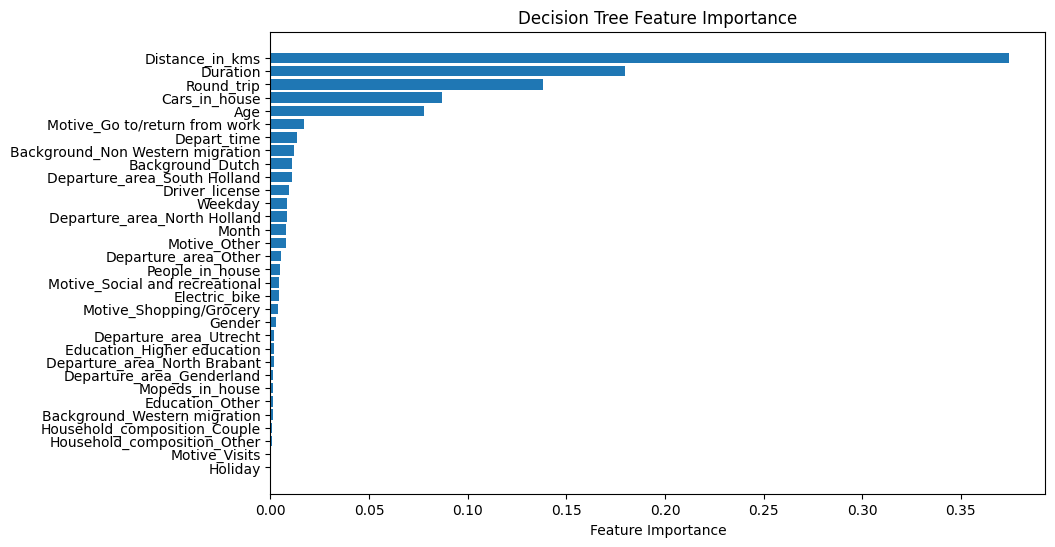 Decision Tree Feature Importance
Distance_in_kms
Duration
Round_trip
Cars_in_house
Age
Motive_Go to/return from work
Depart_time
Background_Non Western migration
Background_Dutch
Departure_area_South Holland
Driver_license
Weekday
Departure_area_North Holland
Month
Motive_Other
Departure_area_Other
People_in_house
Motive_Social and recreational
Electric_bike
Motive_Shopping/Grocery
Gender
Departure_area_Utrecht
Education_Higher education
Departure_area_North Brabant
Departure_area_Genderland
Mopeds_in_house
Education_Other
Background_Western migration
Household_composition_Couple
Household_composition_Other
Motive_Visits
Holiday
0.00 0.05 0.10 0.15 0.20 0.25 0.30 0.35
Feature Importance